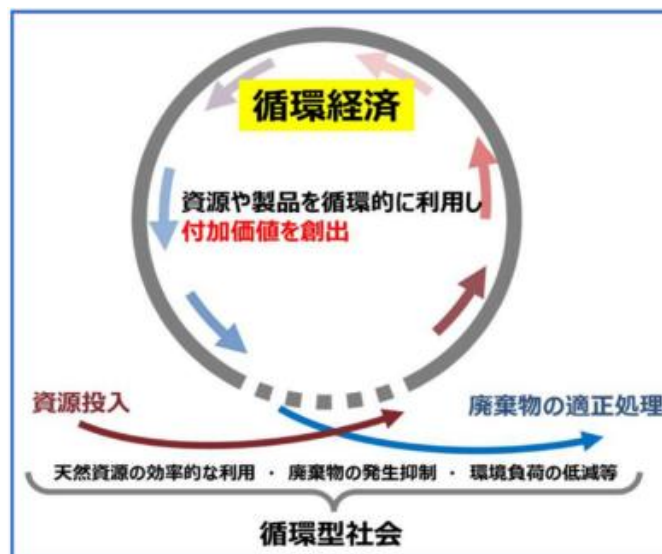 循環経済
資源や製品を循環的に利用し
付加価値を創出
資源投入
廃棄物の適正処理
天然資源の効率的な利用 ・ 廃棄物の発生抑制 ・ 環境負荷の低減等
循環型社会